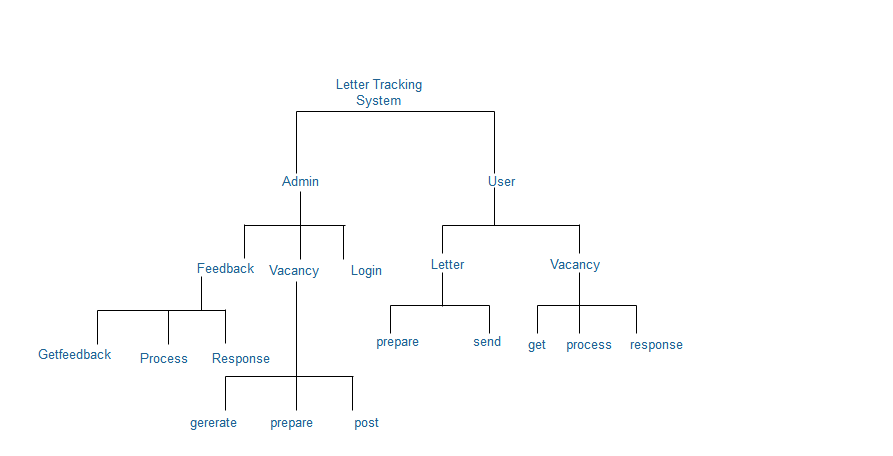 Letter Tracking
System
Admin
User
Feedback
Vacancy
Login
Letter
Vacancy
Getfeedback
Process
Response
prepare
send
get
process
response
gererate
prepare
post